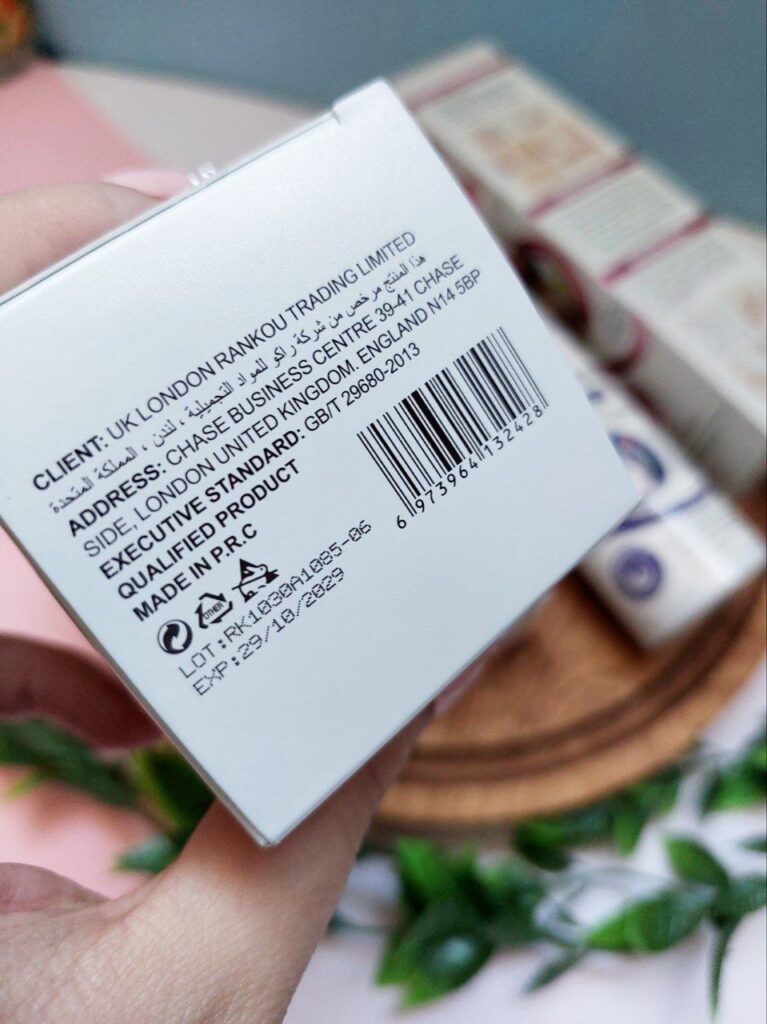 CLIENT: UK LONDON RANKOU TRADING LIMITED
هذا المنتج مرخص من شركة راكو للمواد التجميلية ، لندن ، المملكة المتحدة
ADDRESS: CHASE BUSINESS CENTRE 39-41 CHASE
SIDE, LONDON UNITED KINGDOM. ENGLAND N14 5BP
EXECUTIVE STANDARD: GB/T 29680-2013
QUALIFIED PRODUCT
MADE IN P.R.C
6 973964 132428
OTHER
LOT:RK1030A1085-06
EXP:29/10/2029